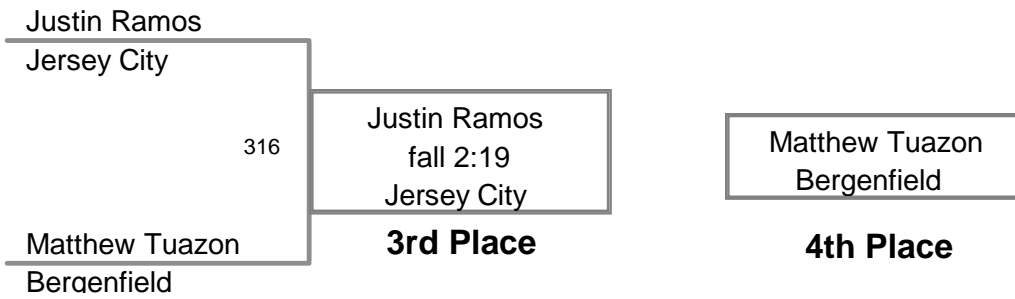 Justin Ramos
Jersey City
316
Justin Ramos
fall 2:19
Jersey City
3rd Place
Matthew Tuazon
Bergenfield
Matthew Tuazon
Bergenfield
4th Place